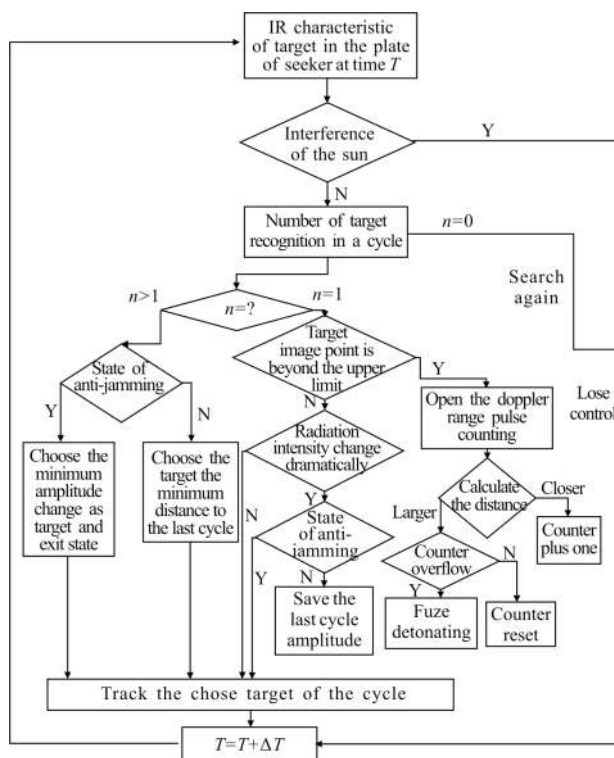 IR characteristic
of target in the plate
of seeker at time T
Interference
of the sun
Y
N
Number of target
recognition in a cycle
n=0
Search
again
n>1
n=?
n=1
Target
image point is
beyond the upper
limit
Y
N
State of
anti-jamming
Y
N
Open the doppler
range pulse
counting
Lose
control
Radiation
intensity change
dramatically
Y
N
Choose the
minimum
amplitude
change as
target and
exit state
Choose the
target the
minimum
distance to
the last cycle
Calculate
the distance
Larger
Closer
Counter
plus one
State
of anti-
jamming
Y
N
Counter
overflow
Y
N
Save the
last cycle
amplitude
Fuze
detonating
Counter
reset
Track the chose target of the cycle
T=T+ΔT